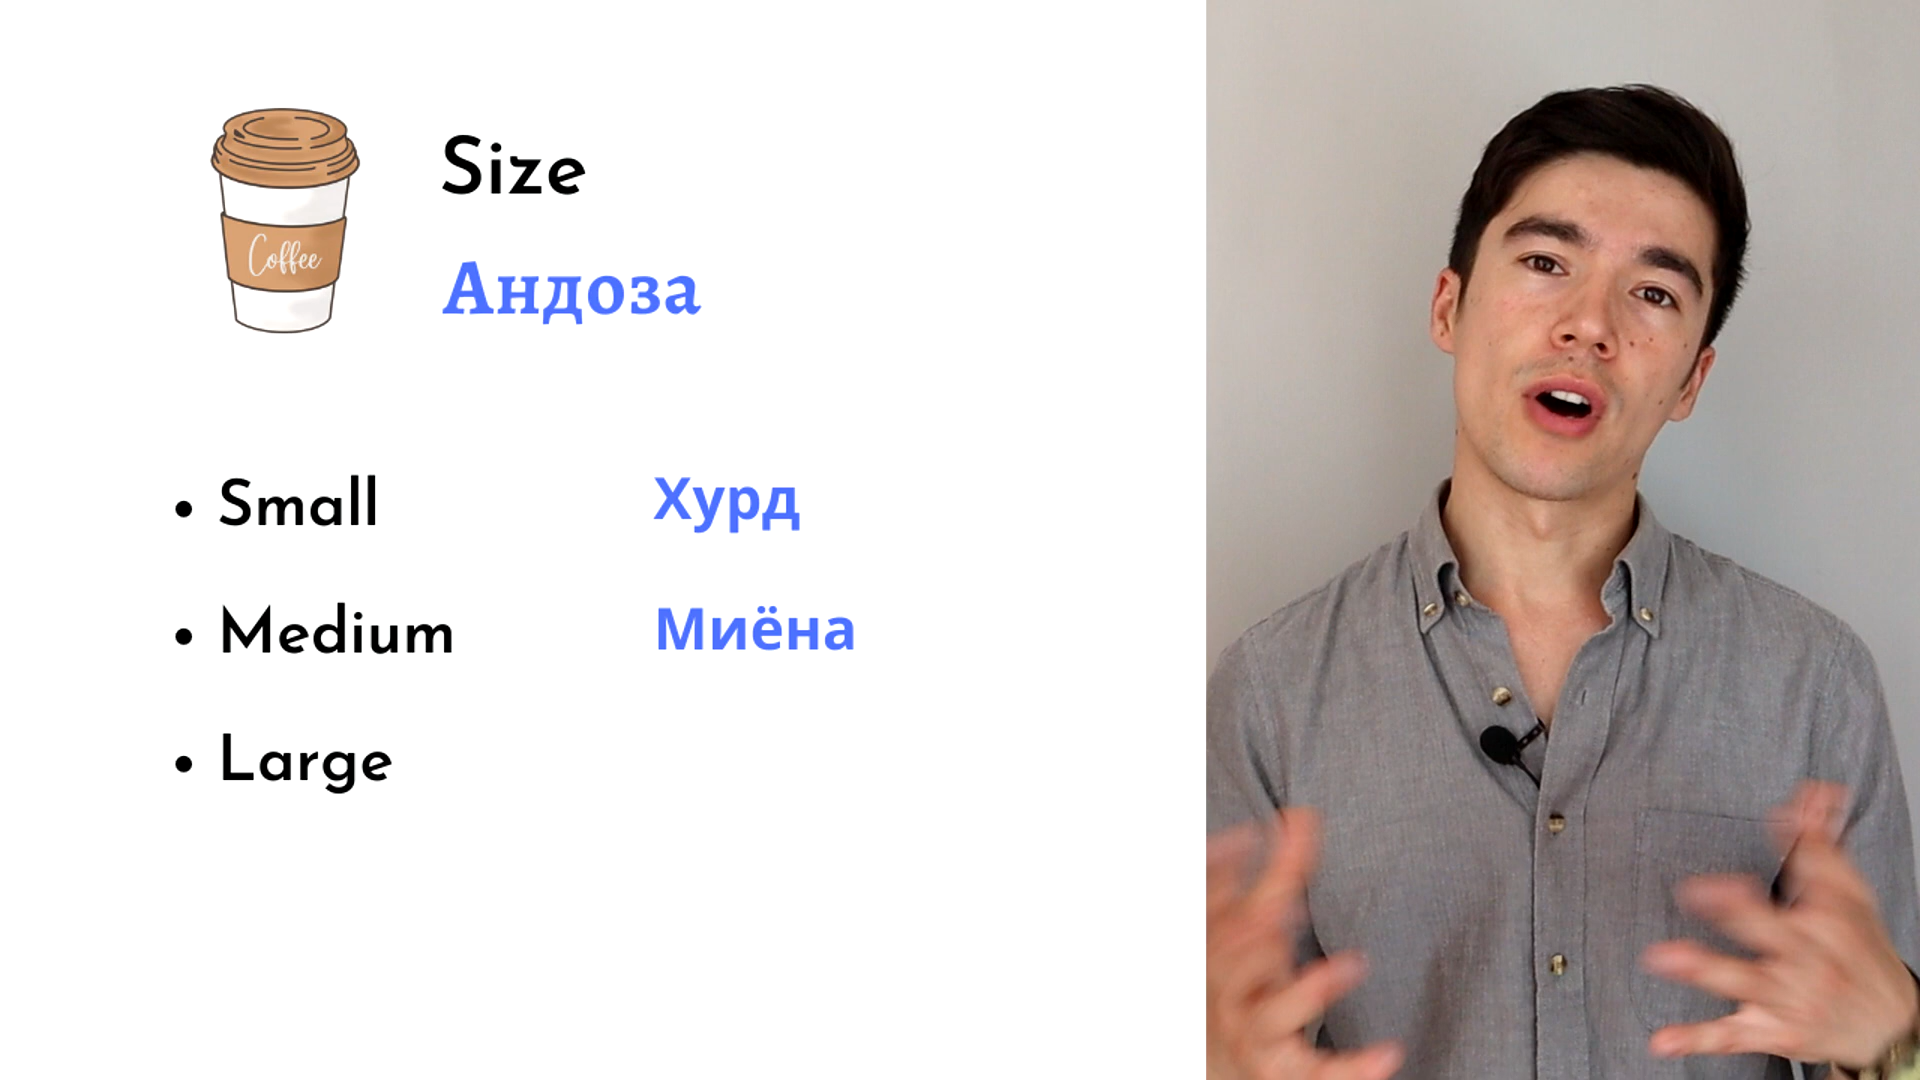 Coffee
Size
Андоза
• Small
Хурд
• Medium
Миёна
• Large